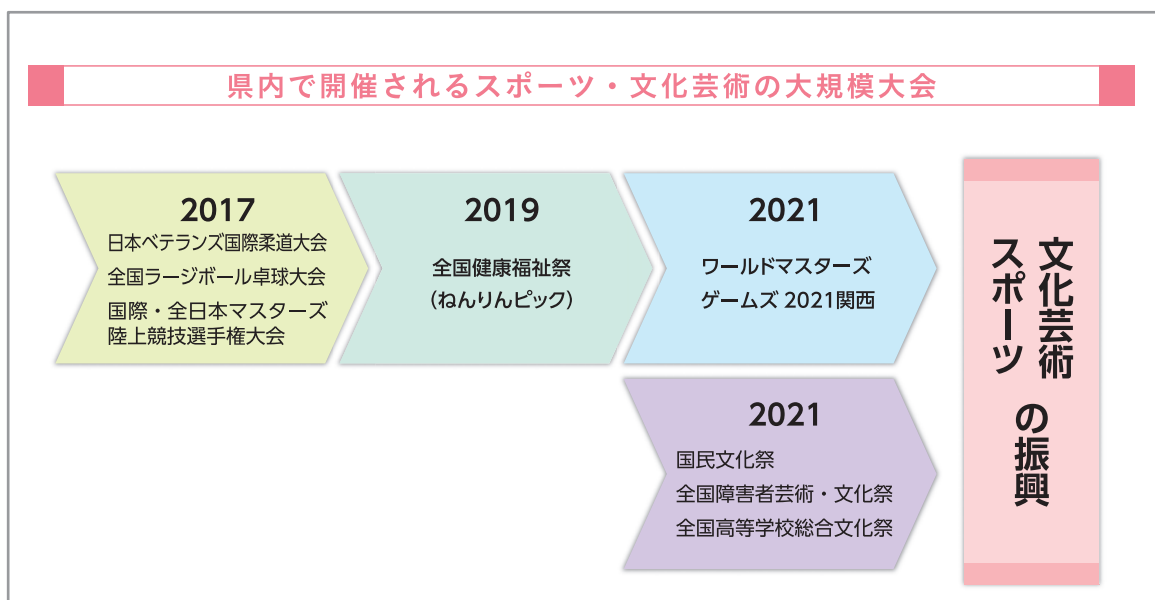 県内で開催されるスポーツ・文化芸術の大規模大会
2017
日本ベテランズ国際柔道大会
全国ラージボール卓球大会
国際・全日本マスターズ
陸上競技選手権大会
2019
全国健康福祉祭
(ねんりんピック)
2021
ワールドマスターズ
ゲームズ 2021関西
2021
国民文化祭
全国障害者芸術・文化祭
全国高等学校総合文化祭
文化芸術
スポーツ
の振興